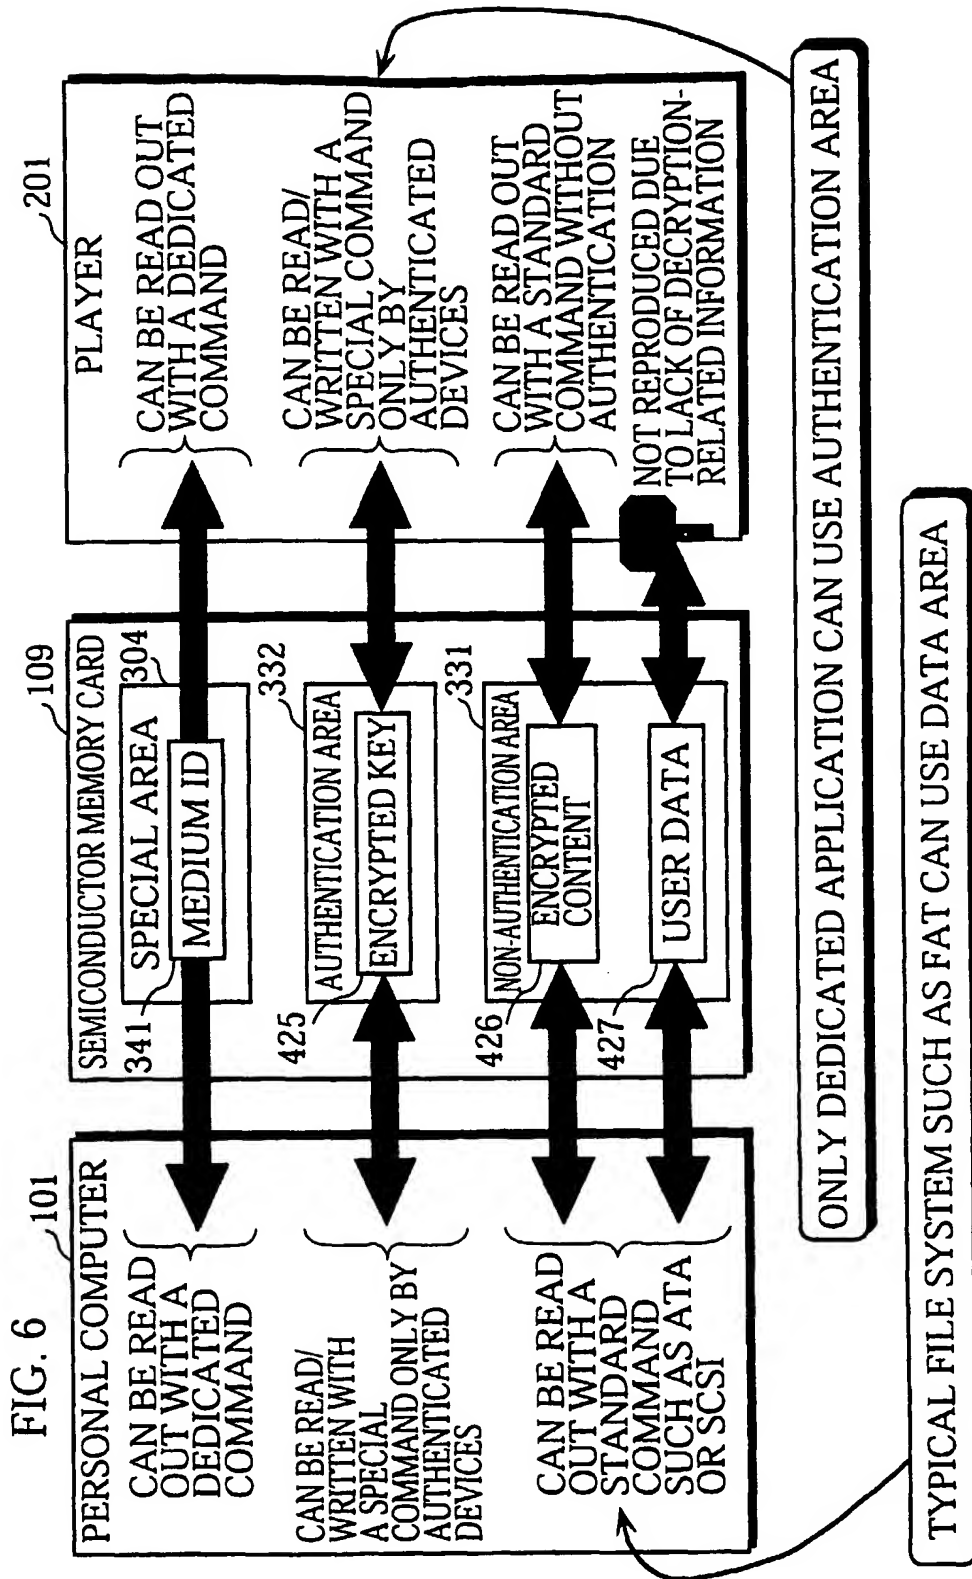 FIG. 6
PERSONAL COMPUTER
101
CAN BE READ
OUT WITH A
DEDICATED
COMMAND
CAN BE READ/
WRITTEN WITH
A SPECIAL
COMMAND ONLY BY
AUTHENTICATED
DEVICES
CAN BE READ
OUT WITH A
STANDARD
COMMAND
SUCH AS ATA
OR SCSI
SEMICONDUCTOR MEMORY CARD
109
SPECIAL AREA
304
341
MEDIUM ID
332
AUTHENTICATION AREA
425
ENCRYPTED KEY
331
NON-AUTHENTICATION AREA
426
ENCRYPTED
CONTENT
427
USER DATA
PLAYER
201
CAN BE READ OUT
WITH A DEDICATED
COMMAND
CAN BE READ/
WRITTEN WITH A
SPECIAL COMMAND
ONLY BY
AUTHENTICATED
DEVICES
CAN BE READ OUT
WITH A STANDARD
COMMAND WITHOUT
AUTHENTICATION
NOT REPRODUCED DUE
TO LACK OF DECRYPTION-
RELATED INFORMATION
ONLY DEDICATED APPLICATION CAN USE AUTHENTICATION AREA
TYPICAL FILE SYSTEM SUCH AS FAT CAN USE DATA AREA